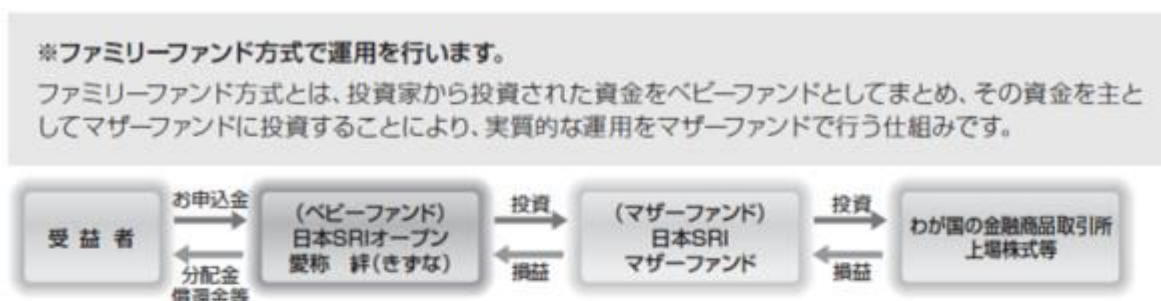 ※ファミリーファンド方式で運用を行います。
ファミリーファンド方式とは、投資家から投資された資金をベビーファンドとしてまとめ、その資金を主と
してマザーファンドに投資することにより、実質的な運用をマザーファンドで行う仕組みです。
受益者
お申込金
分配金
償還金等
(ベビーファンド)
日本SRIオープン
愛称 絆(きずな)
投資
損益
(マザーファンド)
日本SRI
マザーファンド
投資
損益
わが国の金融商品取引所
上場株式等